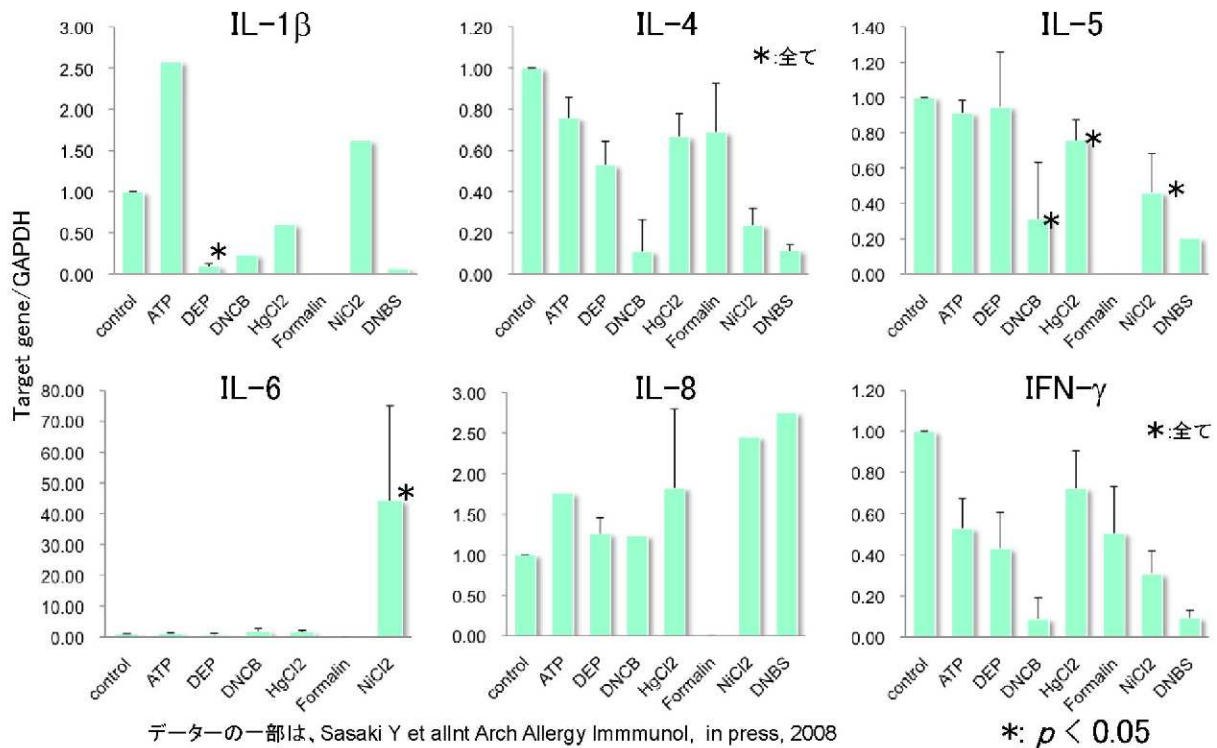 IL-1β
3.00
2.50
2.00
1.50
1.00
0.50
0.00
control
ATP
DEP
DNCB
HgCl2
Formalin
NiCl2
DNBS
*
IL-4
*:全て
1.20
1.00
0.80
0.60
0.40
0.20
0.00
control
ATP
DEP
DNCB
HgCl2
Formalin
NiCl2
DNBS
IL-5
1.40
1.20
1.00
0.80
0.60
0.40
0.20
0.00
*
*
*
control
ATP
DEP
DNCB
HgCl2
Formalin
NiCl2
DNBS
Target gene/GAPDH
IL-6
80.00
70.00
60.00
50.00
40.00
30.00
20.00
10.00
0.00
*
control
ATP
DEP
DNCB
HgCl2
Formalin
NiCl2
IL-8
3.00
2.50
2.00
1.50
1.00
0.50
0.00
control
ATP
DEP
DNCB
HgCl2
Formalin
NiCl2
DNBS
IFN-γ
*:全て
1.20
1.00
0.80
0.60
0.40
0.20
0.00
control
ATP
DEP
DNCB
HgCl2
Formalin
NiCl2
DNBS
データーの一部は、Sasaki Y et alInt Arch Allergy Immmunol, in press, 2008
*: p < 0.05